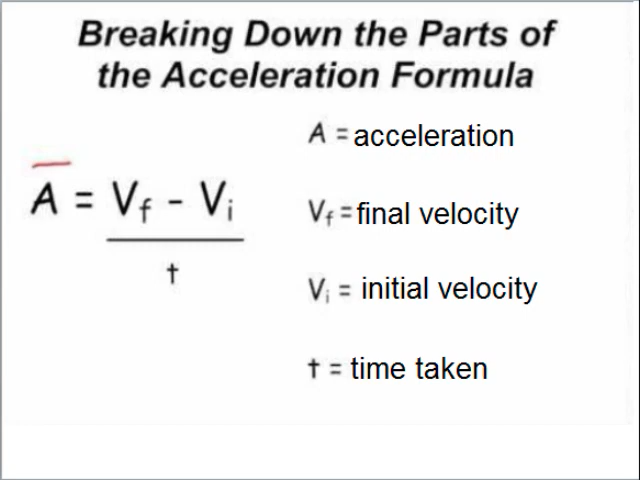 Breaking Down the Parts of
the Acceleration Formula
A = acceleration
A = Vf - Vi
t
Vf = final velocity
Vi = initial velocity
t = time taken